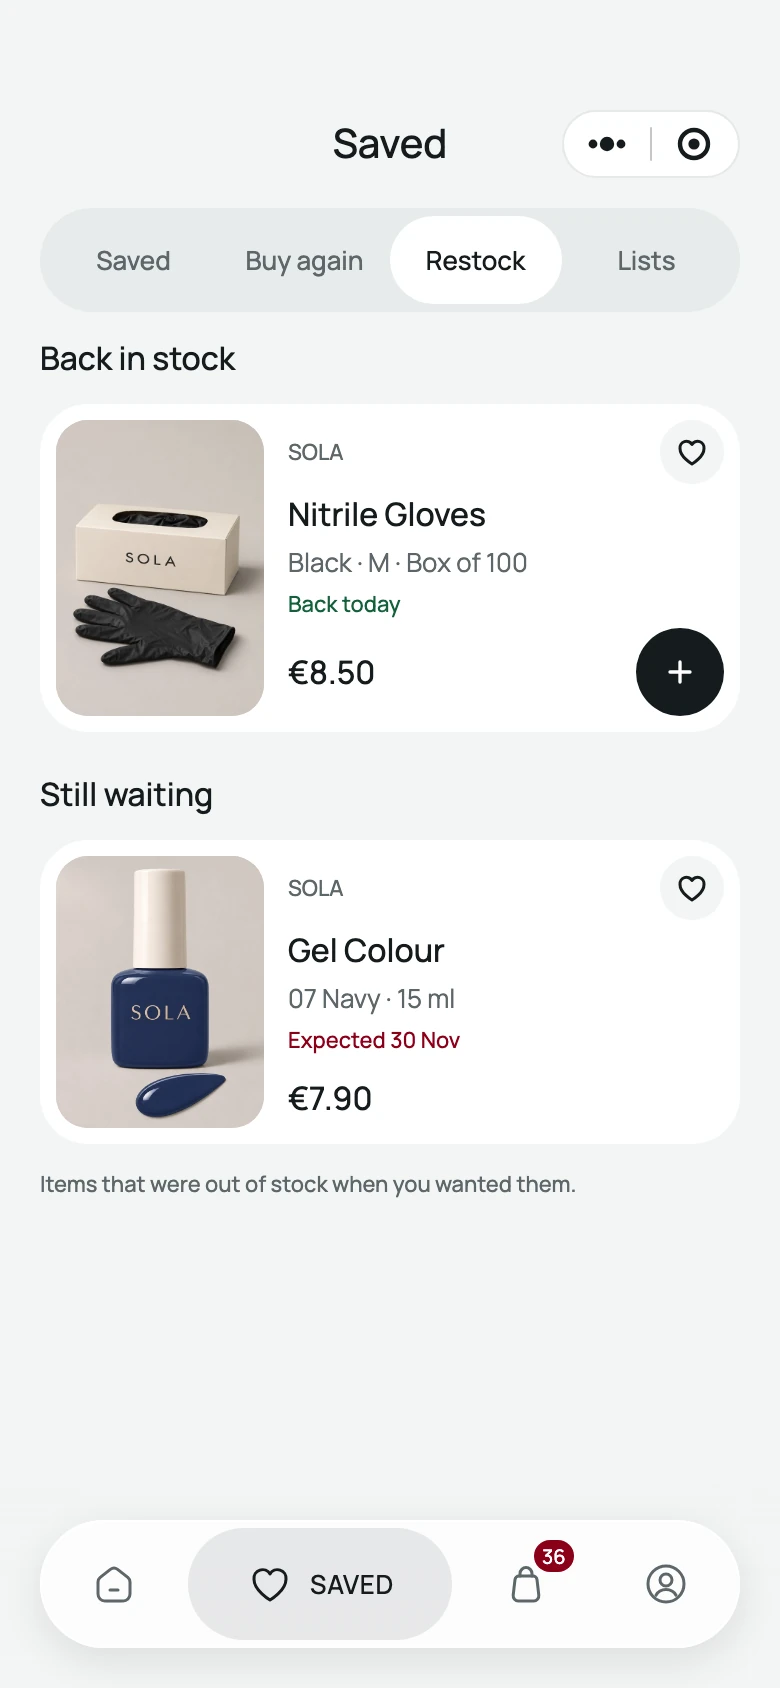 Saved
Saved
Buy again
Restock
Lists
Back in stock
SOLA
SOLA
Nitrile Gloves
Black · M · Box of 100
Back today
€8.50
Still waiting
SOLA
SOLA
Gel Colour
07 Navy · 15 ml
Expected 30 Nov
€7.90
Items that were out of stock when you wanted them.
SAVED
36